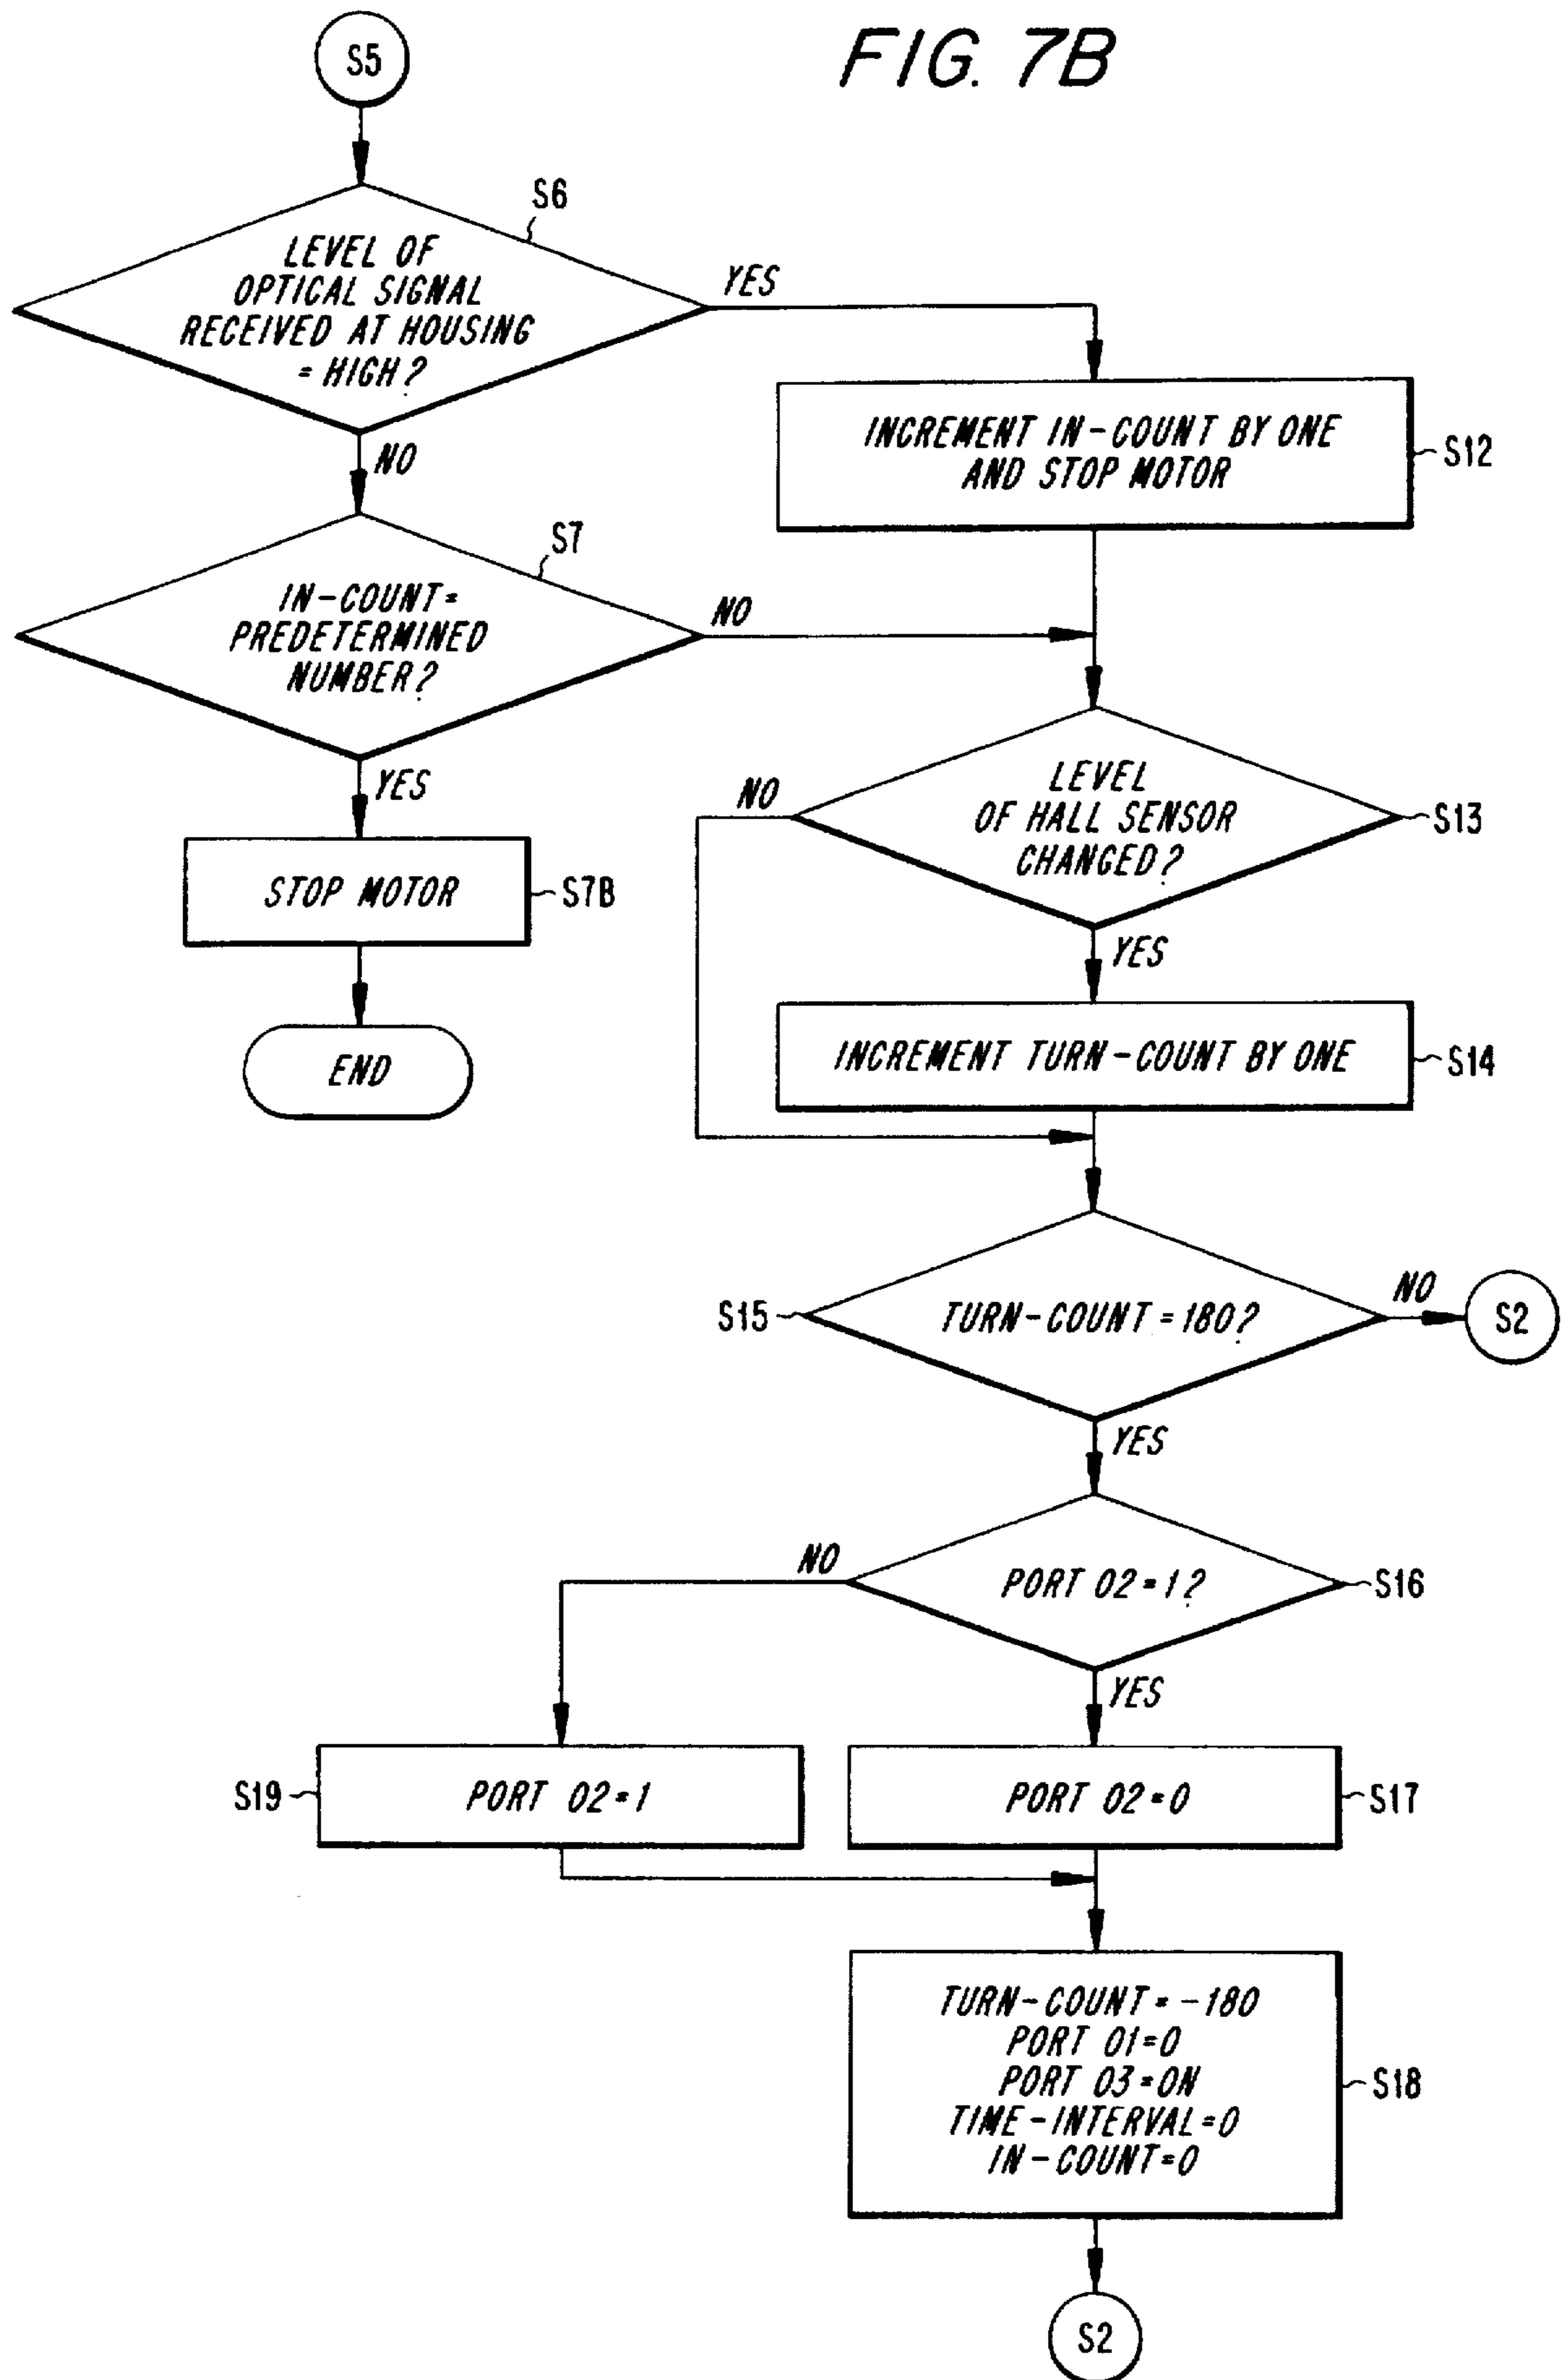 FIG. 7B
S5
S6
LEVEL OF
OPTICAL SIGNAL
RECEIVED AT HOUSING
= HIGH?
YES
NO
INCREMENT IN-COUNT BY ONE
AND STOP MOTOR
S12
S7
IN-COUNT=
PREDETERMINED
NUMBER?
NO
YES
STOP MOTOR
S7B
END
LEVEL
OF HALL SENSOR
CHANGED?
S13
NO
YES
INCREMENT TURN-COUNT BY ONE
S14
S15
TURN-COUNT = 180?
NO
S2
YES
PORT 02=1?
S16
NO
YES
S19
PORT 02=1
PORT 02=0
S17
TURN-COUNT = -180
PORT 01=0
PORT 03=ON
TIME-INTERVAL=0
IN-COUNT=0
S18
S2